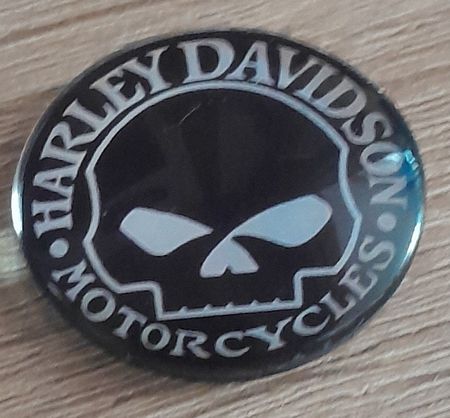 HARLEY DAVIDSON
• MOTORCYCLES •